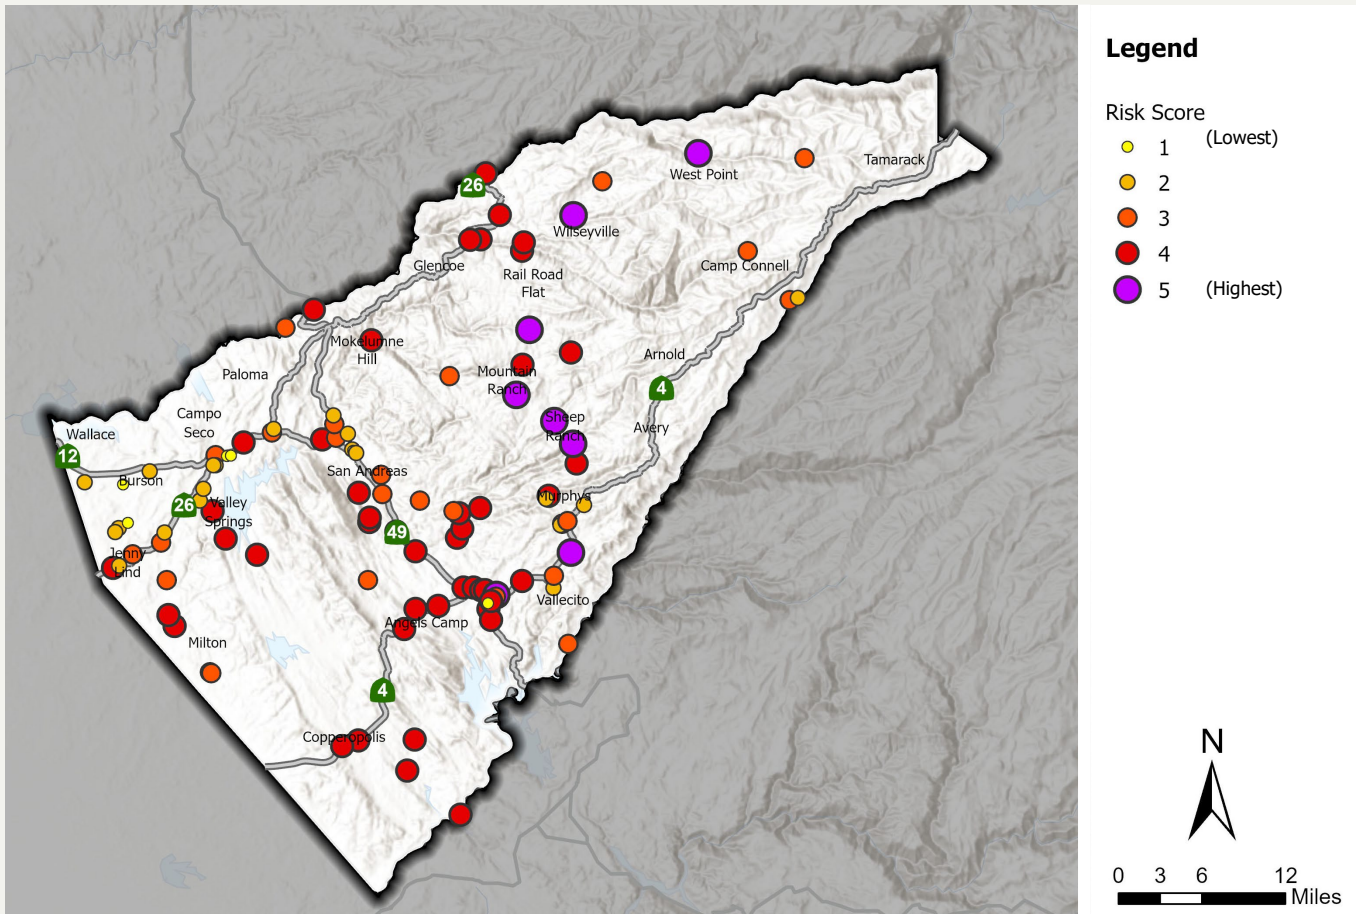 Legend
Risk Score
1 (Lowest)
2
3
4
5 (Highest)
Tamarack
West Point
26
Wilseyville
Glencoe
Camp Connell
Rail Road
Flat
Mokelumne
Hill
Arnold
Paloma
Mountain
Ranch
4
Campo
Seco
Sheep
Ranch
Avery
Wallace
12
San Andreas
Burson
Murphys
26
Valley
Springs
49
Jenny
Lind
Vallecito
Angels Camp
Milton
4
Copperopolis
N
0 3 6 12
Miles